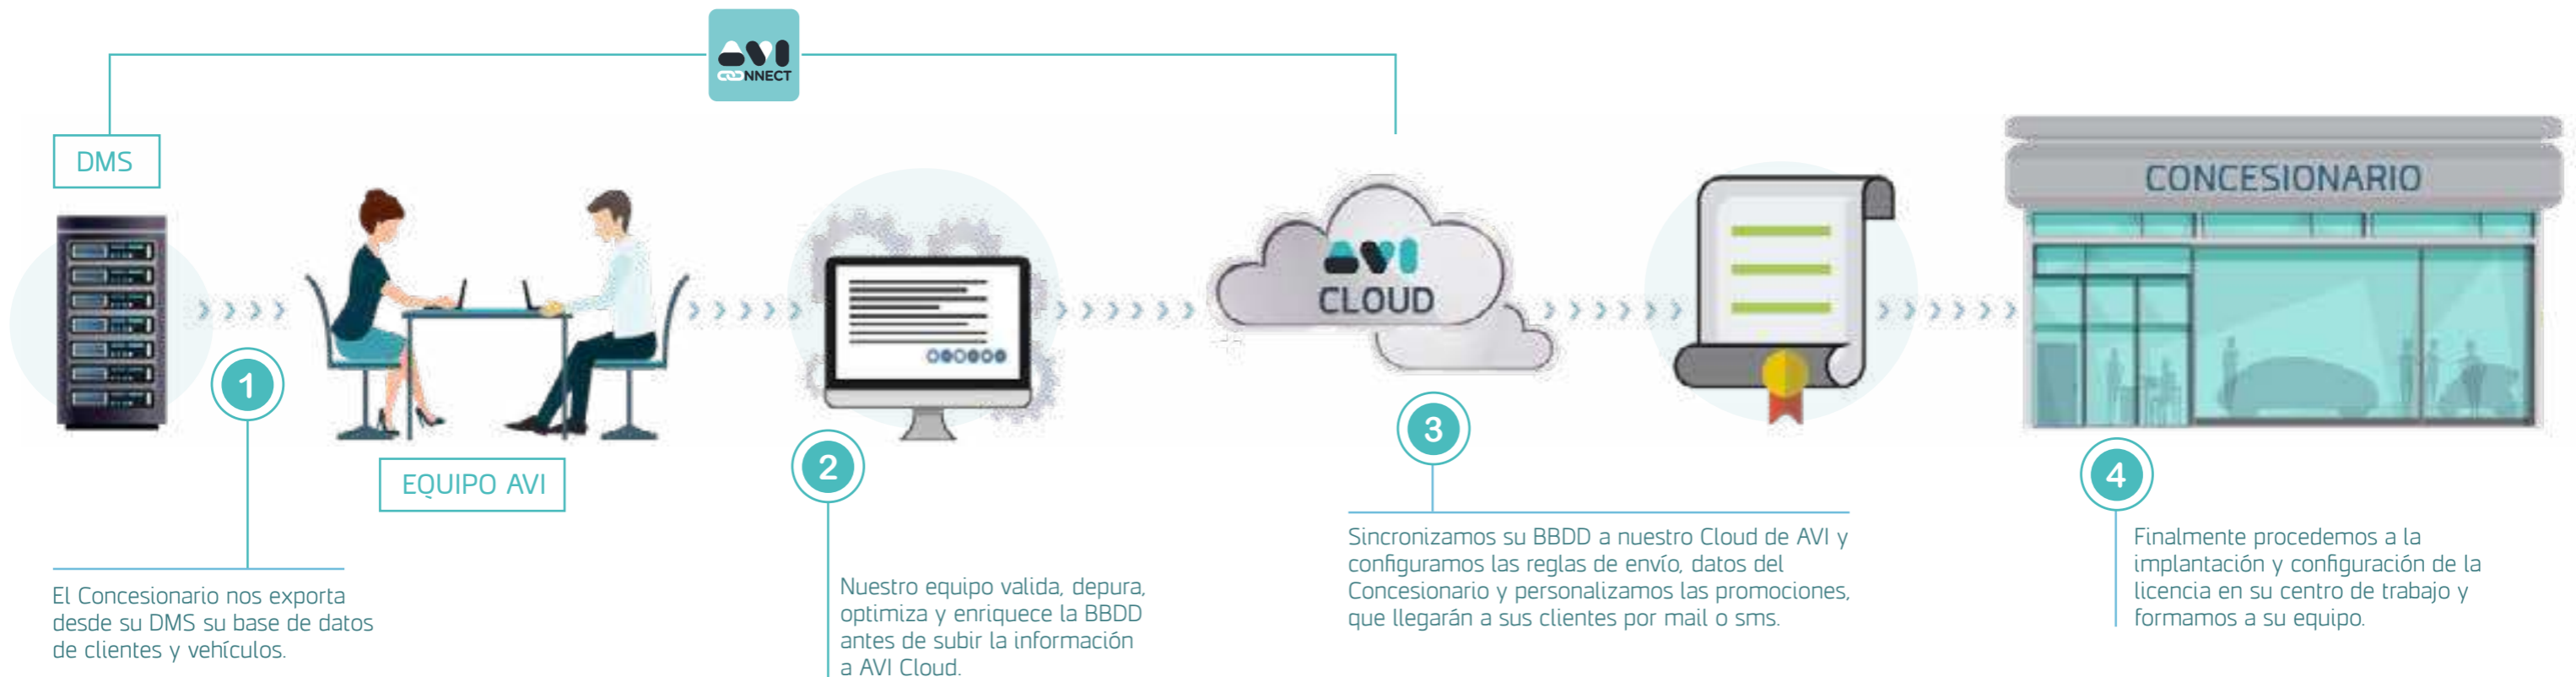 AVI
CONNECT
DMS
CONCESIONARIO
AVI
CLOUD
1
EQUIPO AVI
2
3
4
El Concesionario nos exporta
desde su DMS su base de datos
de clientes y vehículos.
Nuestro equipo valida, depura,
optimiza y enriquece la BBDD
antes de subir la información
a AVI Cloud.
Sincronizamos su BBDD a nuestro Cloud de AVI y
configuramos las reglas de envío, datos del
Concesionario y personalizamos las promociones,
que llegarán a sus clientes por mail o sms.
Finalmente procedemos a la
implantación y configuración de la
licencia en su centro de trabajo y
formamos a su equipo.